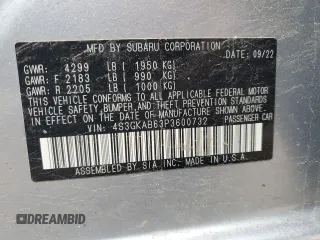 MFD. BY SUBARU CORPORATION
GVWR: 4299 LB ( 1950 KG) DATE: 09/22
GAWR: F 2183 LB ( 990 KG)
GAWR: R 2205 LB ( 1000 KG)
THIS VEHICLE CONFORMS TO ALL APPLICABLE FEDERAL MOTOR
VEHICLE SAFETY, BUMPER, AND THEFT PREVENTION STANDARDS
IN EFFECT ON THE DATE OF MANUFACTURE SHOWN ABOVE.
VIN: 4S3GKAB63P3600732 PASSENGER CAR
ASSEMBLED BY SIA, INC. MADE IN U.S.A.
DREAMBID